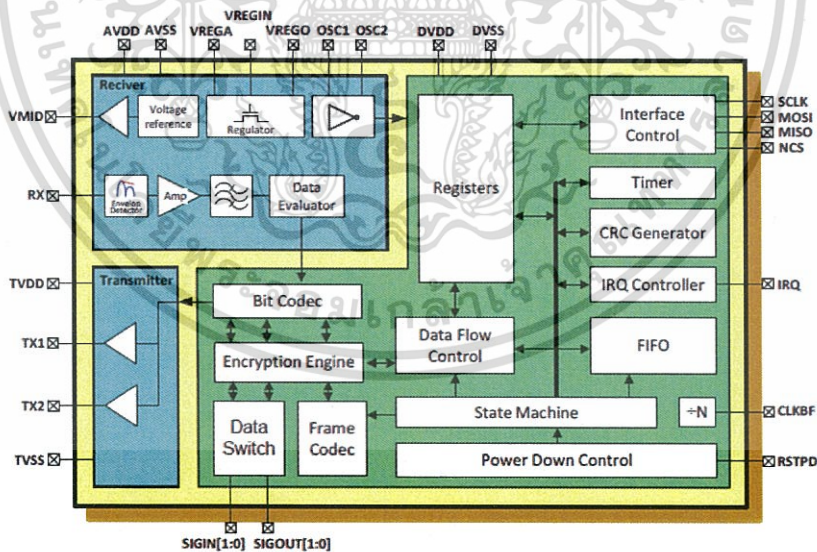 VREGIN
AVDD AVSS VREGA VREGO OSC1 OSC2 DVDD DVSS
Reciver
VMID
Voltage
reference
Regulator
RX
Envelon
Detector
Amp
Data
Evaluator
Registers
Interface
Control
SCLK
MOSI
MISO
NCS
Timer
CRC Generator
IRQ Controller
IRQ
TVDD
Transmitter
TX1
TX2
TVSS
Bit Codec
Encryption Engine
Data Flow
Control
FIFO
Data
Switch
Frame
Codec
State Machine
÷N
CLKBF
Power Down Control
RSTPD
SIGIN[1:0] SIGOUT[1:0]